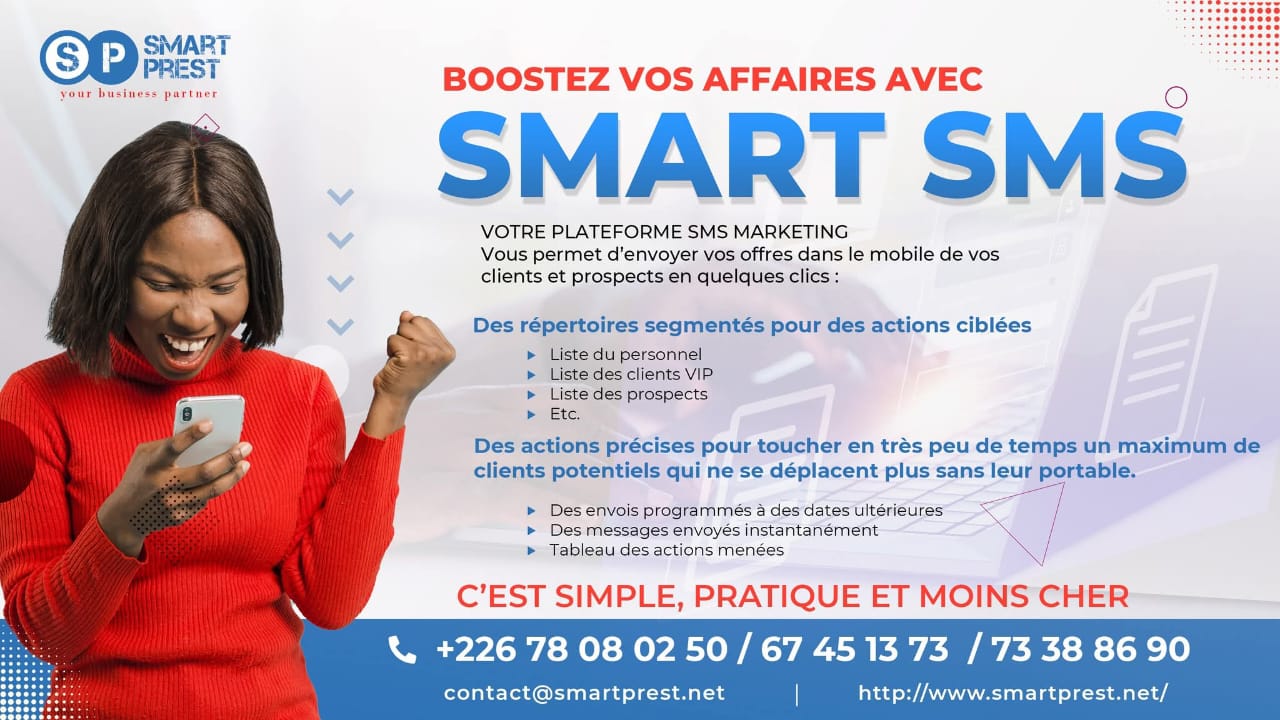 SP SMART
PREST
your business partner
BOOSTEZ VOS AFFAIRES AVEC
SMART SMS
VOTRE PLATEFORME SMS MARKETING
Vous permet d’envoyer vos offres dans le mobile de vos
clients et prospects en quelques clics :
Des répertoires segmentés pour des actions ciblées
Liste du personnel
Liste des clients VIP
Liste des prospects
Etc.
Des actions précises pour toucher en très peu de temps un maximum de
clients potentiels qui ne se déplacent plus sans leur portable.
Des envois programmés à des dates ultérieures
Des messages envoyés instantanément
Tableau des actions menées
C’EST SIMPLE, PRATIQUE ET MOINS CHER
+226 78 08 02 50 / 67 45 13 73 / 73 38 86 90
contact@smartprest.net | http://www.smartprest.net/